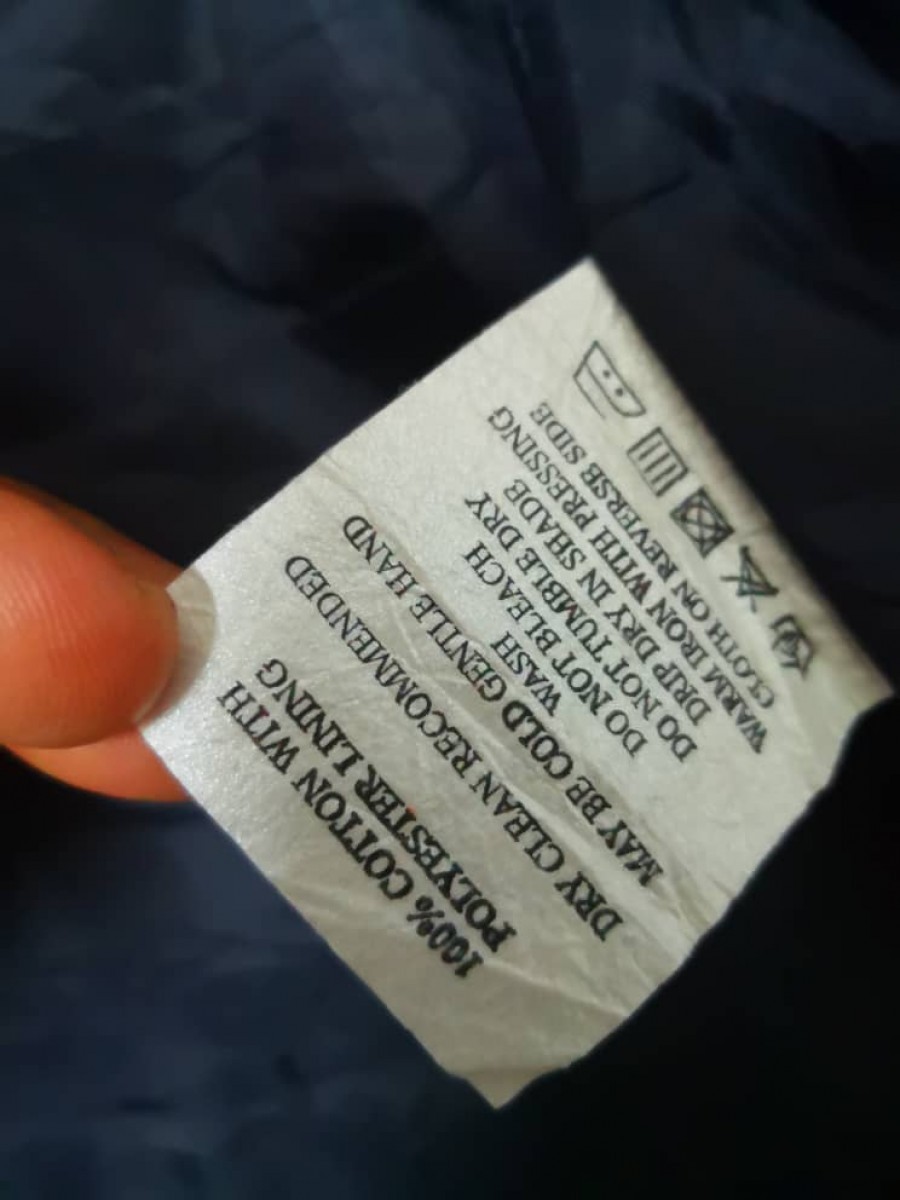 100% COTTON WITH
POLYESTER LINING
DRY CLEAN RECOMMENDED
MAY BE COLD GENTLE HAND
WASH
DO NOT BLEACH
DO NOT TUMBLE DRY
DRIP DRY IN SHADE
WARM IRON WITH PRESSING
CLOTH ON REVERSB SIDE